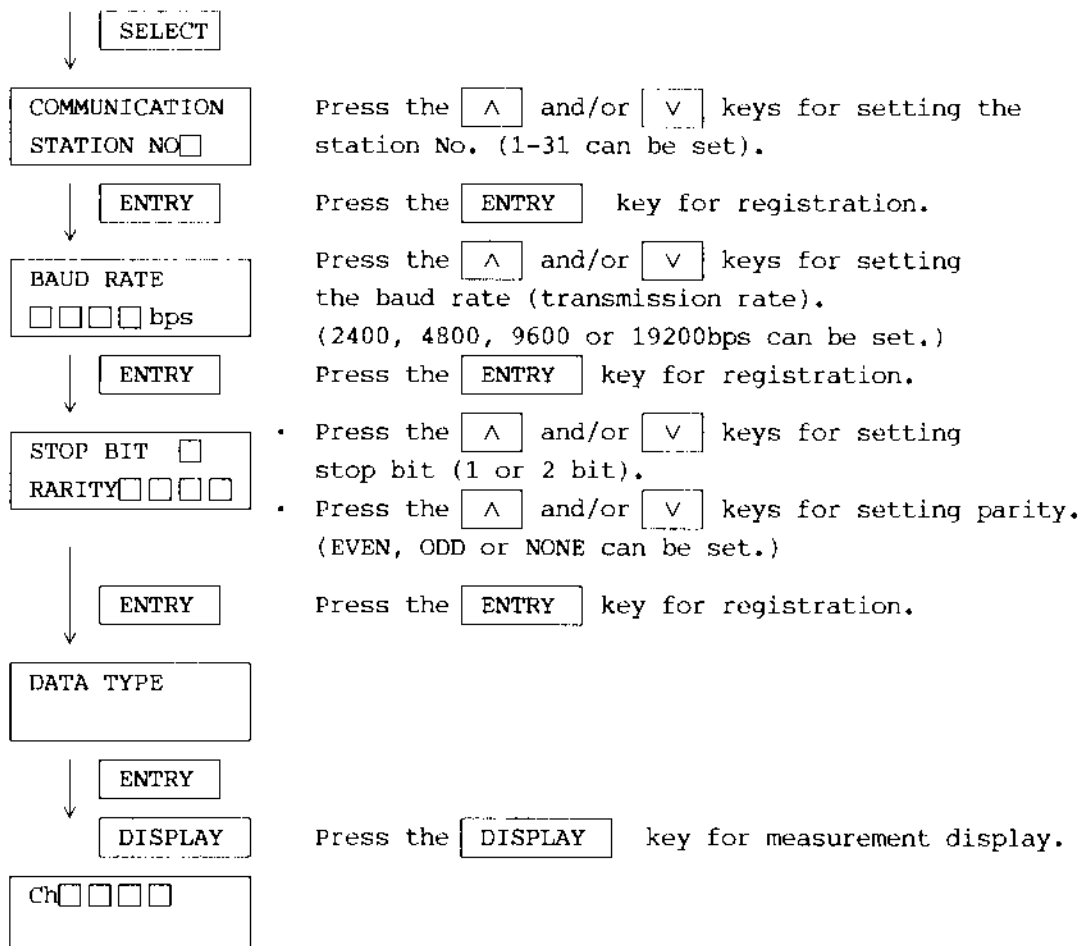 SELECT
COMMUNICATION
STATION NO□
Press the ∧ and/or ∨ keys for setting the
station No. (1-31 can be set).
ENTRY
Press the ENTRY key for registration.
BAUD RATE
□□□□ bps
Press the ∧ and/or ∨ keys for setting
the baud rate (transmission rate).
(2400, 4800, 9600 or 19200bps can be set.)
ENTRY
Press the ENTRY key for registration.
STOP BIT □
RARITY□□□□
• Press the ∧ and/or ∨ keys for setting
stop bit (1 or 2 bit).
• Press the ∧ and/or ∨ keys for setting parity.
(EVEN, ODD or NONE can be set.)
ENTRY
Press the ENTRY key for registration.
DATA TYPE
ENTRY
DISPLAY
Press the DISPLAY key for measurement display.
Ch□□□□